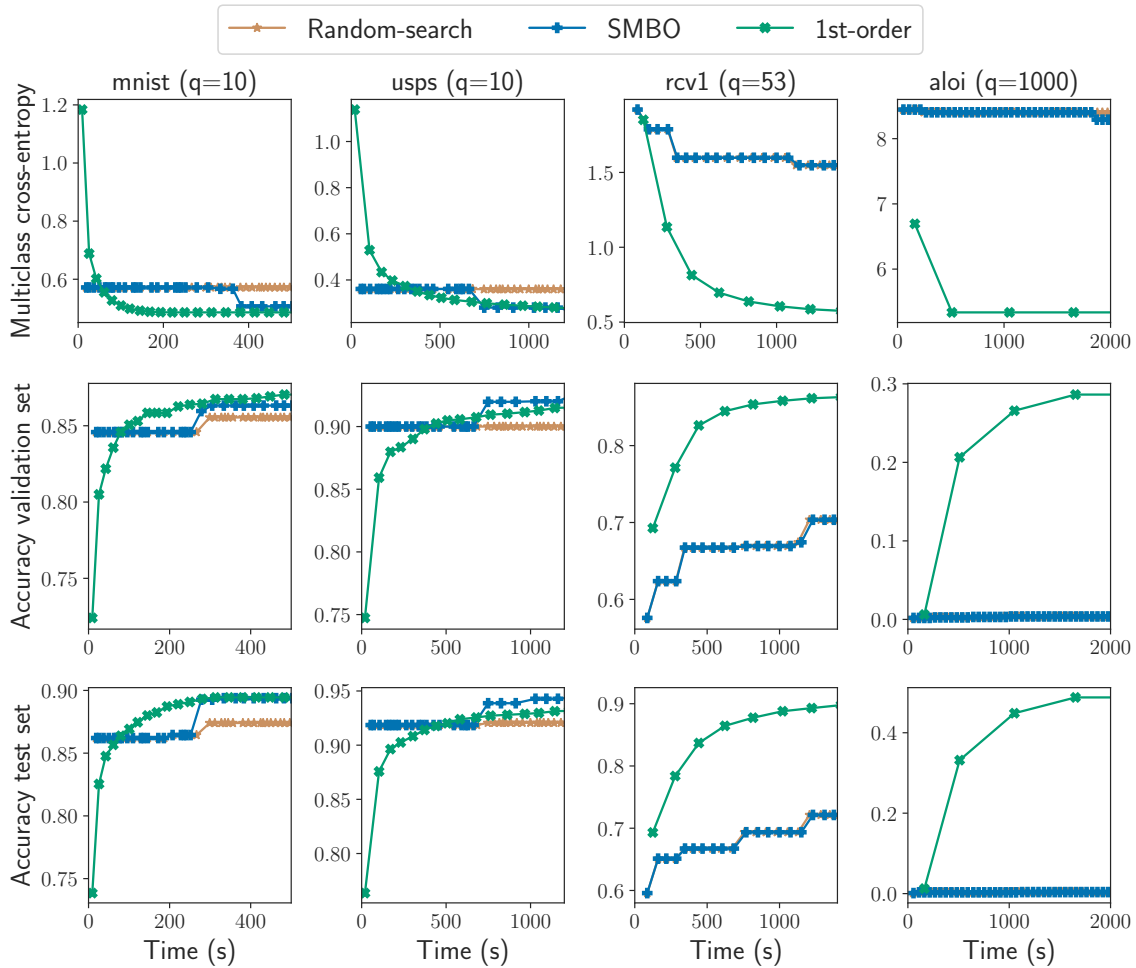 Random-search SMBO 1st-order
mnist (q=10) usps (q=10) rcv1 (q=53) aloi (q=1000)
Multiclass cross-entropy
1.2
1.0
0.8
0.6
0 200 400
1.0
0.8
0.6
0.4
0 500 1000
1.5
1.0
0.5
0 500 1000
8
7
6
5
0 1000 2000
Accuracy validation set
0.85
0.80
0.75
0 200 400
0.90
0.85
0.80
0.75
0 500 1000
0.8
0.7
0.6
0 500 1000
0.3
0.2
0.1
0.0
0 1000 2000
Accuracy test set
0.90
0.85
0.80
0.75
0 200 400
0.95
0.90
0.85
0.80
0 500 1000
0.9
0.8
0.7
0.6
0 500 1000
0.4
0.2
0.0
0 1000 2000
Time (s) Time (s) Time (s) Time (s)